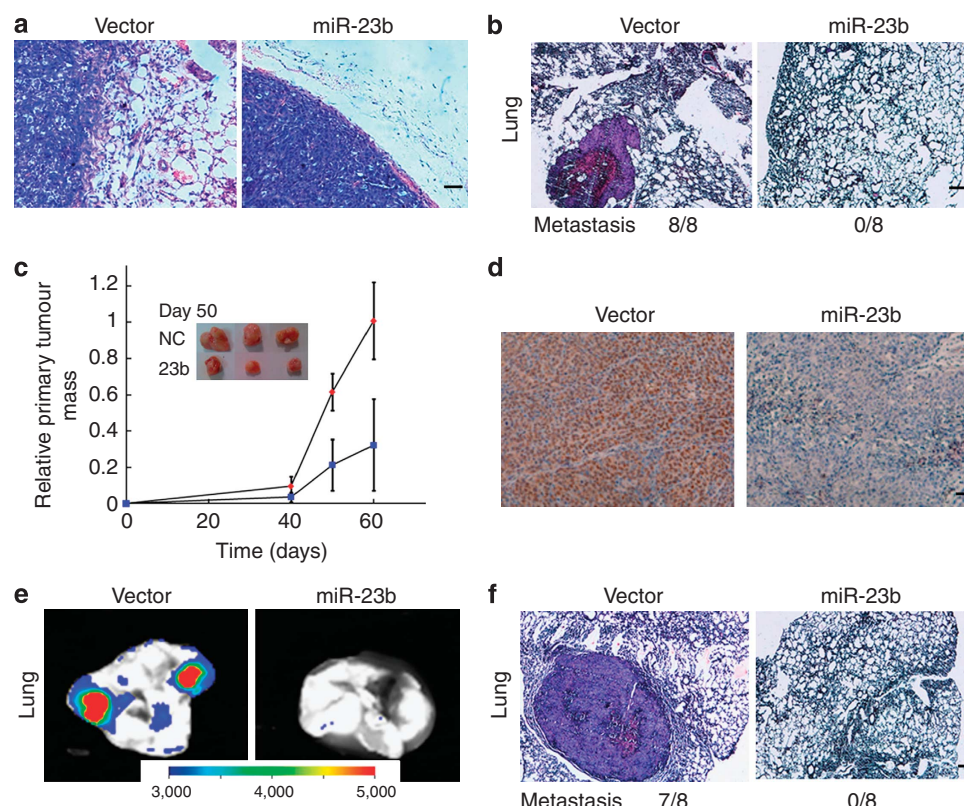 a
Vector
miR-23b
b
Vector
miR-23b
Lung
Metastasis 8/8 0/8
c
Relative primary tumour
mass
1.2
1
0.8
0.6
0.4
0.2
0
Day 50
NC
23b
0 20 40 60
Time (days)
d
Vector
miR-23b
e
Vector
miR-23b
Lung
3,000 4,000 5,000
f
Vector
miR-23b
Lung
Metastasis 7/8 0/8